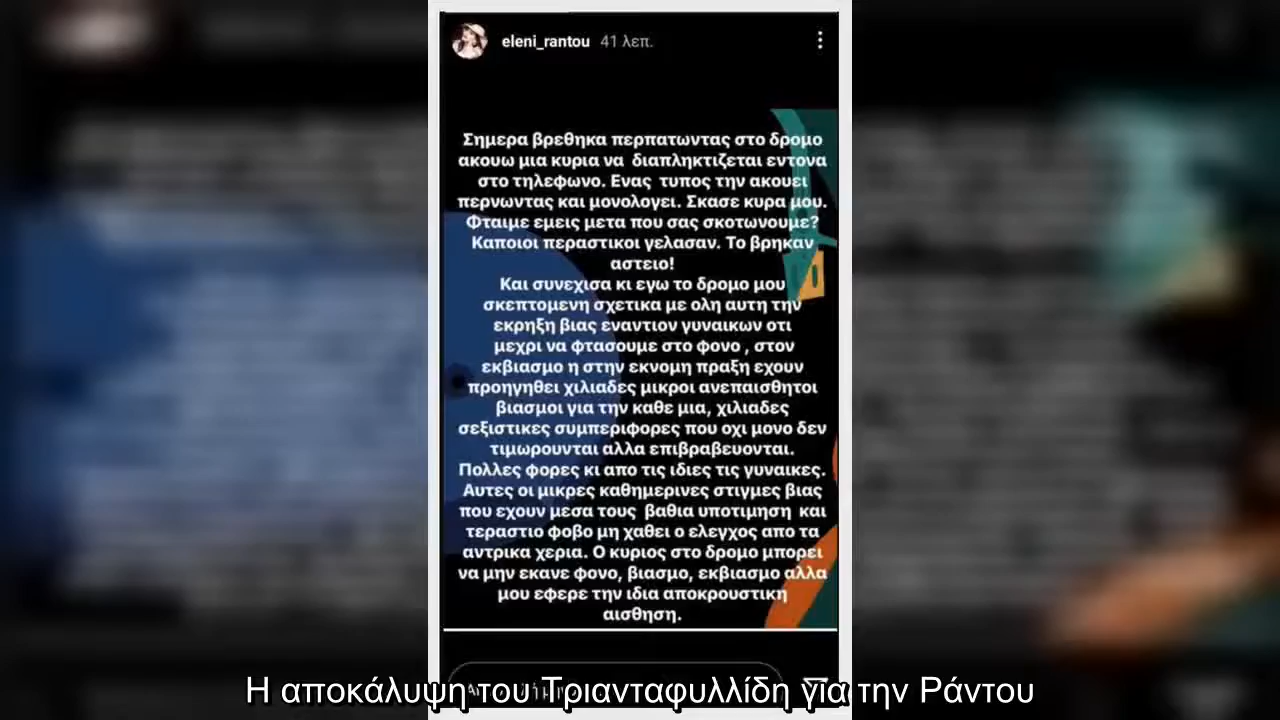 eleni_rantou 41 λεπ.
Σημερα βρεθηκα περπατωντας στο δρομο
ακουω μια κυρια να διαπληκτιζεται εντονα
στο τηλεφωνο. Ενας τυπος την ακουει
περνωντας και μονολογει. Σκασε κυρα μου.
Φταιμε εμεις μετα που σας σκοτωνουμε?
Καποιοι περαστικοι γελασαν. Το βρηκαν
αστειο!
Και συνεχισα κι εγω το δρομο μου
σκεπτομενη σχετικα με ολη αυτη την
εκρηξη βιας εναντιον γυναικων οτι
μεχρι να φτασουμε στο φονο , στον
εκβιασμο η στην εκνομη πραξη εχουν
προηγηθει χιλιαδες μικροι ανεπαισθητοι
βιασμοι για την καθε μια, χιλιαδες
σεξιστικες συμπεριφορες που οχι μονο δεν
τιμωρουνται αλλα επιβραβευονται.
Πολλες φορες κι απο τις ιδιες τις γυναικες.
Αυτες οι μικρες καθημερινες στιγμες βιας
που εχουν μεσα τους βαθια υποτιμηση και
τεραστιο φοβο μη χαθει ο ελεγχος απο τα
αντρικα χερια. Ο κυριος στο δρομο μπορει
να μην εκανε φονο, βιασμο, εκβιασμο αλλα
μου εφερε την ιδια αποκρουστικη
αισθηση.
Η αποκάλυψη του Τριανταφυλλίδη για την Ράντου